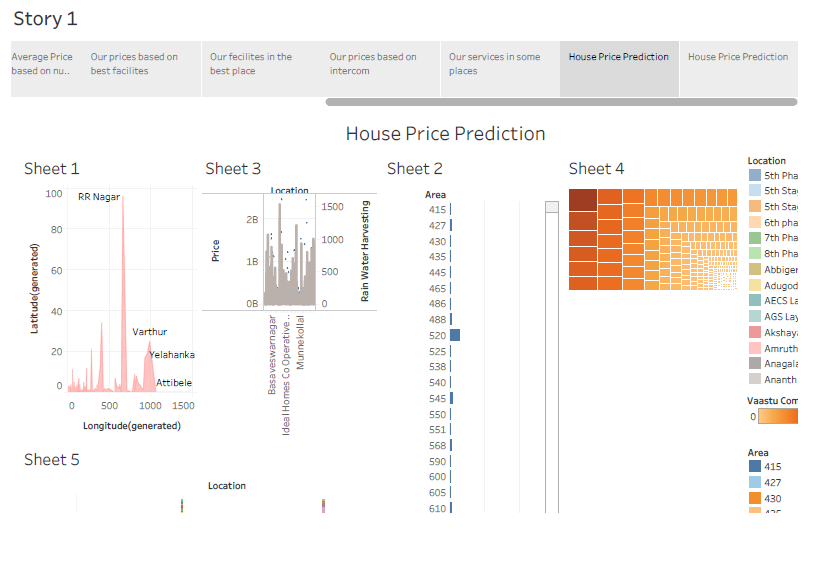 Story 1
Average Price
based on nu..
Our prices based on
best facilites
Our fecilites in the
best place
Our prices based on
intercom
Our services in some
places
House Price Prediction
House Price Prediction
House Price Prediction
Sheet 1
100
80
60
40
20
0
Latitude(generated)
RR Nagar
Varthur
Yelahanka
Attibele
0
500
1000
1500
Longitude(generated)
Sheet 3
Location
2B
1B
0B
Price
1500
1000
500
0
Rain Water Harvesting
Basaveswarnagar
Ideal Homes Co Operative ..
Munnekollal
Sheet 2
Area
415
427
430
435
445
465
486
488
520
525
538
540
545
550
551
568
590
600
605
610
Sheet 4
Location
5th Pha
5th Stag
5th Stag
6th pha
7th Pha
8th Pha
Abbiger
Adugod
AECS La
AGS Lay
Akshay
Amruth
Anagala
Ananth
Vaastu Com
0
Area
415
427
430
435
Sheet 5
Location